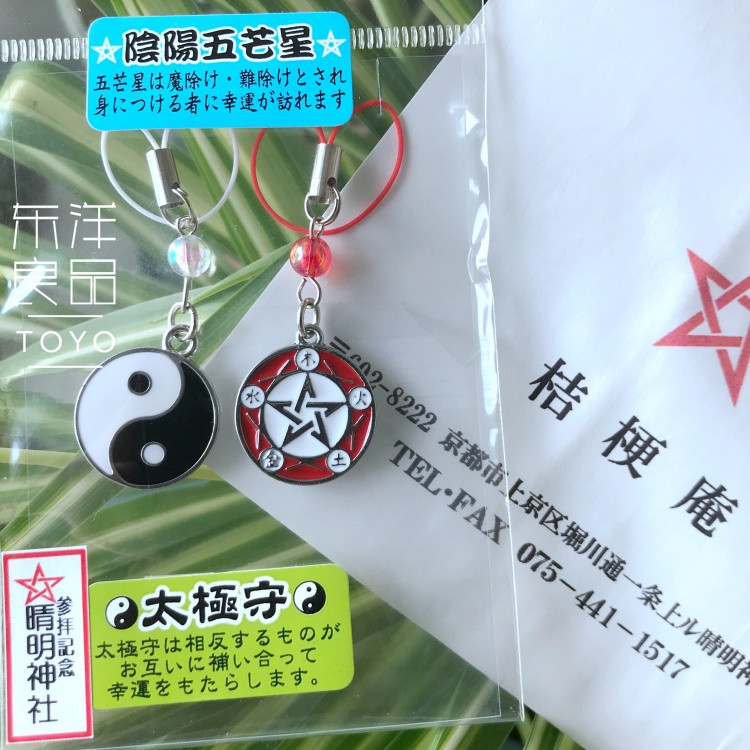 陰陽五芒星
五芒星は魔除け・難除けとされ
身につける者に幸運が訪れます
东洋
良品
TOYO
木
火
土
金
水
桔梗庵
〒602-8222 京都市上京区堀川通一条上ル晴明神
TEL・FAX 075-441-1517
参拝記念
晴明神社
太極守
太極守は相反するものが
お互いに補い合って
幸運をもたらします。